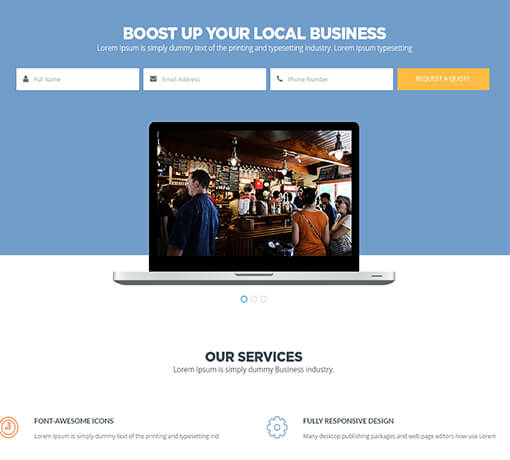 BOOST UP YOUR LOCAL BUSINESS
Lorem Ipsum is simply dummy text of the printing and typesetting industry. Lorem Ipsum typesetting
Full Name
Email Address
Phone Number
REQUEST A QUOTE
OUR SERVICES
Lorem Ipsum is simply dummy Business industry.
FONT-AWESOME ICONS
Lorem Ipsum is simply dummy text of the printing and typesetting ind
FULLY RESPONSIVE DESIGN
Many desktop publishing packages and web page editors now use Lorem